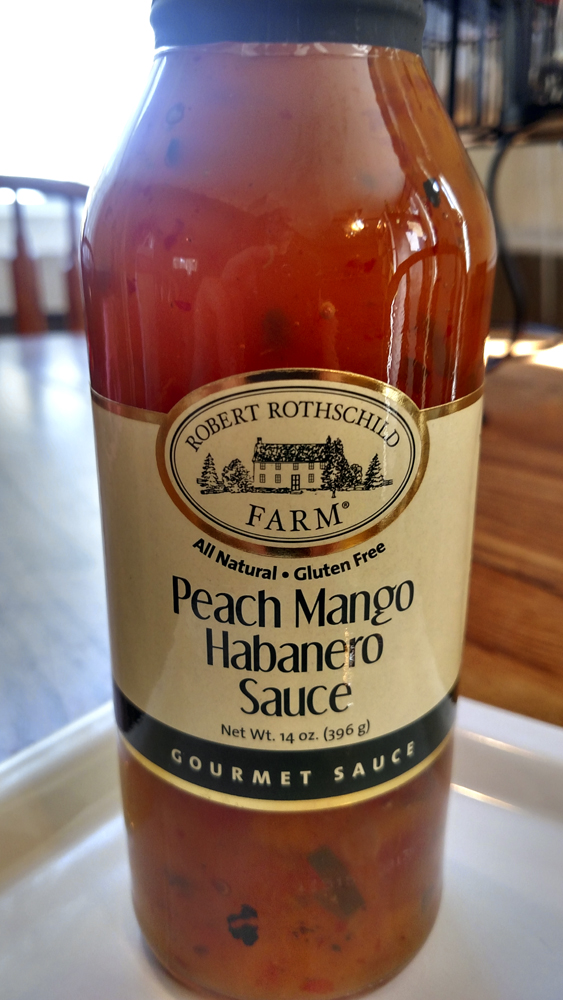 ROBERT ROTHSCHILD
FARM®
All Natural • Gluten Free
Peach Mango
Habanero
Sauce
Net Wt. 14 oz. (396 g)
GOURMET SAUCE